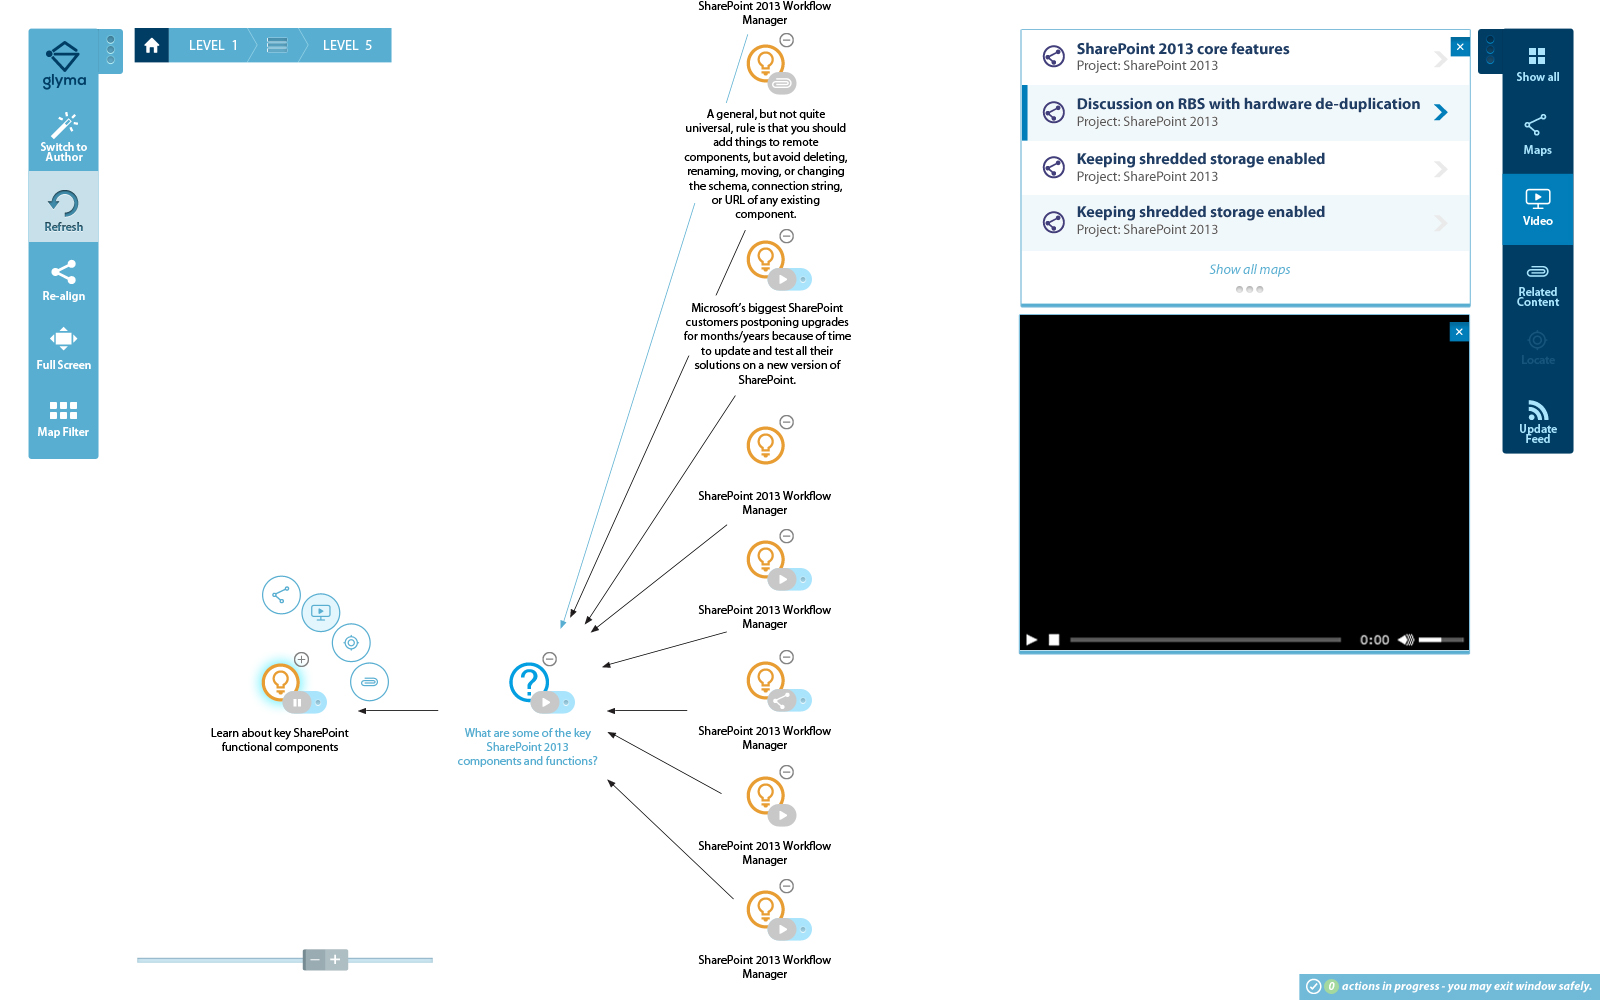 glyma
Switch to
Author
Refresh
Re-align
Full Screen
Map Filter
LEVEL 1
LEVEL 5
SharePoint 2013 Workflow
Manager
A general, but not quite
universal, rule is that you should
add things to remote
components, but avoid deleting,
renaming, moving, or changing
the schema, connection string,
or URL of any existing
component.
Microsoft's biggest SharePoint
customers postponing upgrades
for months/years because of time
to update and test all their
solutions on a new version of
SharePoint.
SharePoint 2013 Workflow
Manager
SharePoint 2013 Workflow
Manager
SharePoint 2013 Workflow
Manager
SharePoint 2013 Workflow
Manager
SharePoint 2013 Workflow
Manager
Learn about key SharePoint
functional components
What are some of the key
SharePoint 2013
components and functions?
SharePoint 2013 core features
Project: SharePoint 2013
Discussion on RBS with hardware de-duplication
Project: SharePoint 2013
Keeping shredded storage enabled
Project: SharePoint 2013
Keeping shredded storage enabled
Project: SharePoint 2013
Show all maps
0:00
Show all
Maps
Video
Related
Content
Locate
Update
Feed
0 actions in progress - you may exit window safely.